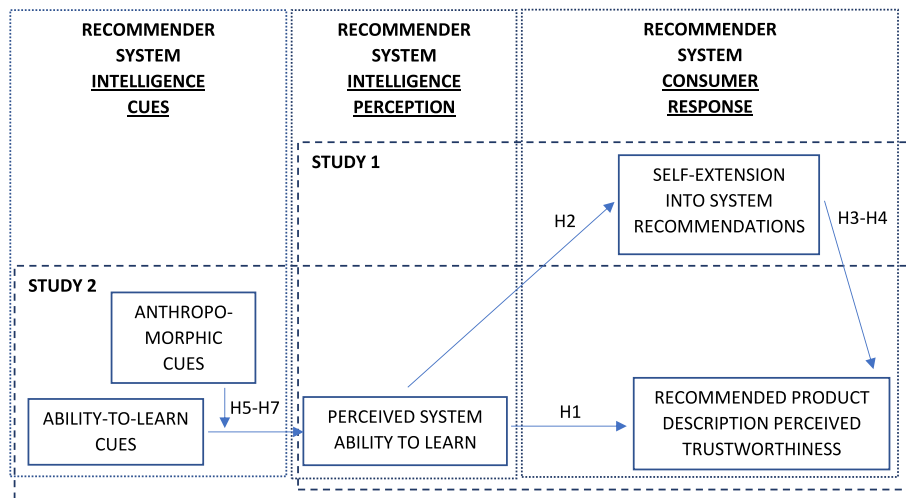 RECOMMENDER
SYSTEM
INTELLIGENCE
CUES
RECOMMENDER
SYSTEM
INTELLIGENCE
PERCEPTION
RECOMMENDER
SYSTEM
CONSUMER
RESPONSE
STUDY 1
SELF-EXTENSION
INTO SYSTEM
RECOMMENDATIONS
H2
H3-H4
STUDY 2
ANTHROPO-
MORPHIC
CUES
H5-H7
ABILITY-TO-LEARN
CUES
PERCEIVED SYSTEM
ABILITY TO LEARN
H1
RECOMMENDED PRODUCT
DESCRIPTION PERCEIVED
TRUSTWORTHINESS